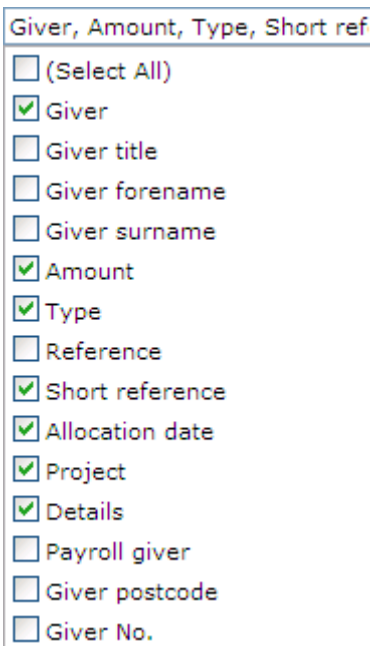 Giver, Amount, Type, Short ref
(Select All)
Giver
Giver title
Giver forename
Giver surname
Amount
Type
Reference
Short reference
Allocation date
Project
Details
Payroll giver
Giver postcode
Giver No.